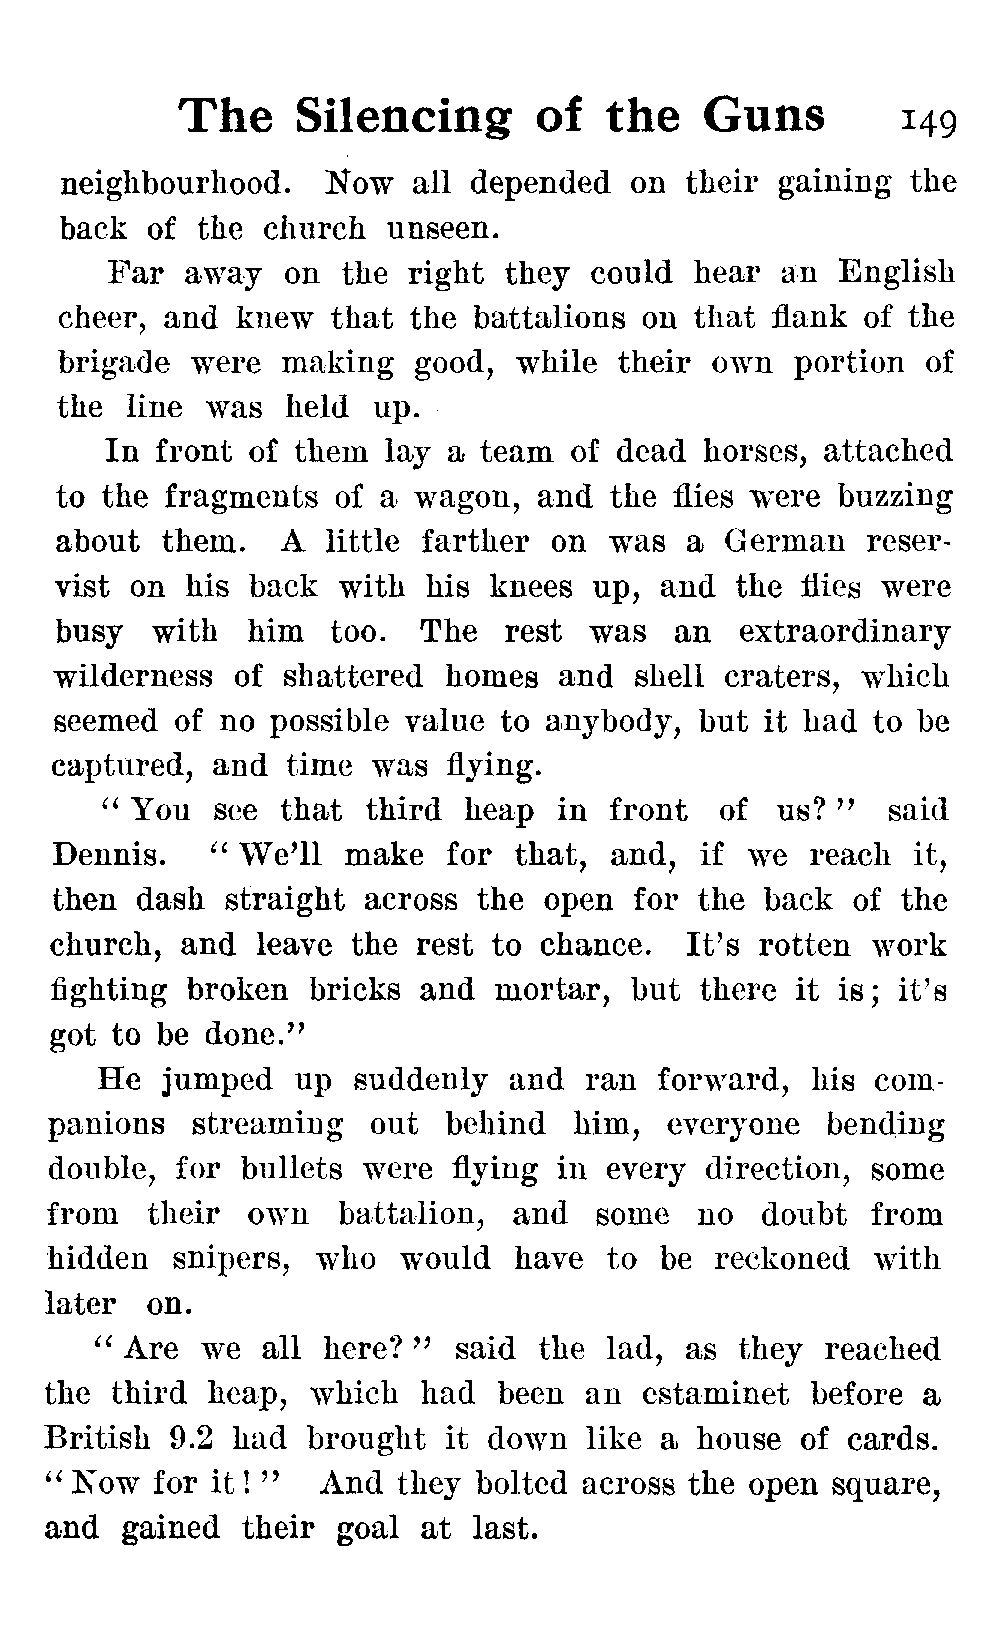 The Silencing of the Guns 149
neighbourhood. Now all depended on their gaining the
back of the church unseen.
Far away on the right they could hear an English
cheer, and knew that the battalions on that flank of the
brigade were making good, while their own portion of
the line was held up.
In front of them lay a team of dead horses, attached
to the fragments of a wagon, and the flies were buzzing
about them. A little farther on was a German reser-
vist on his back with his knees up, and the flies were
busy with him too. The rest was an extraordinary
wilderness of shattered homes and shell craters, which
seemed of no possible value to anybody, but it had to be
captured, and time was flying.
" You see that third heap in front of us? " said
Dennis. " We'll make for that, and, if we reach it,
then dash straight across the open for the back of the
church, and leave the rest to chance. It's rotten work
fighting broken bricks and mortar, but there it is; it's
got to be done."
He jumped up suddenly and ran forward, his com-
panions streaming out behind him, everyone bending
double, for bullets were flying in every direction, some
from their own battalion, and some no doubt from
hidden snipers, who would have to be reckoned with
later on.
" Are we all here? " said the lad, as they reached
the third heap, which had been an estaminet before a
British 9.2 had brought it down like a house of cards.
" Now for it! " And they bolted across the open square,
and gained their goal at last.